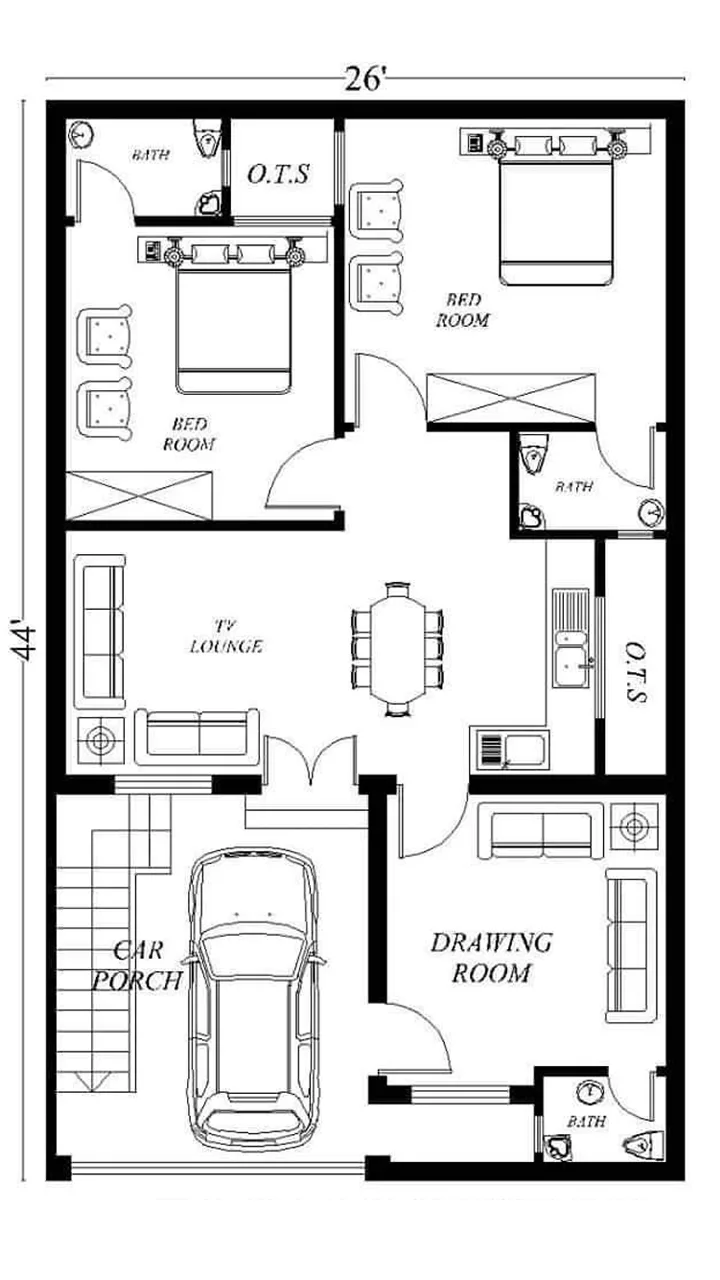 26'
BATH
O.T.S
BED
ROOM
BED
ROOM
BATH
44'
TV
LOUNGE
O.T.S
CAR
PORCH
DRAWING
ROOM
BATH